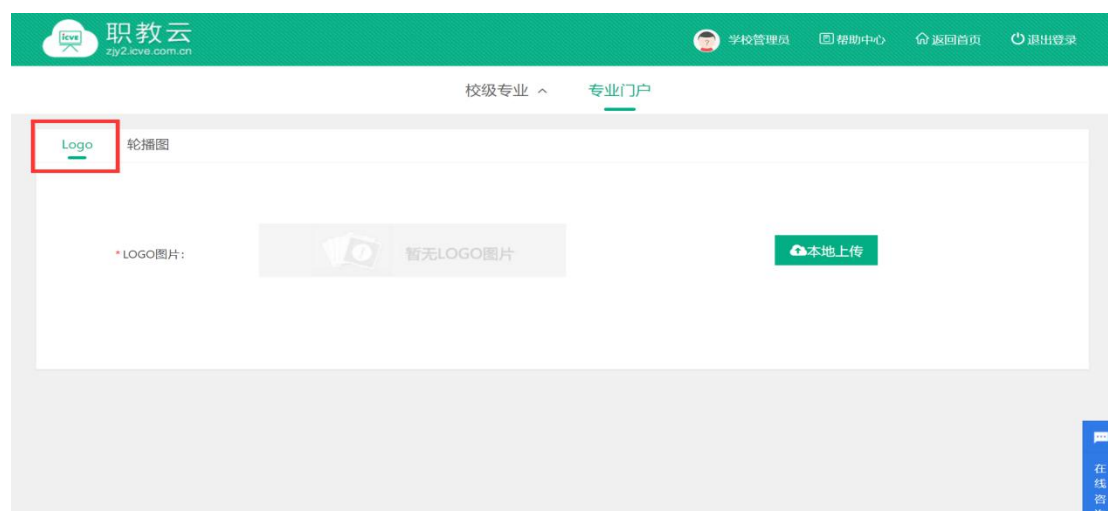 icve
职教云
zjy2.icve.com.cn
学校管理员 帮助中心 返回首页 退出登录
校级专业 专业门户
Logo 轮播图
*LOGO图片: 暂无LOGO图片 本地上传
在
线
咨